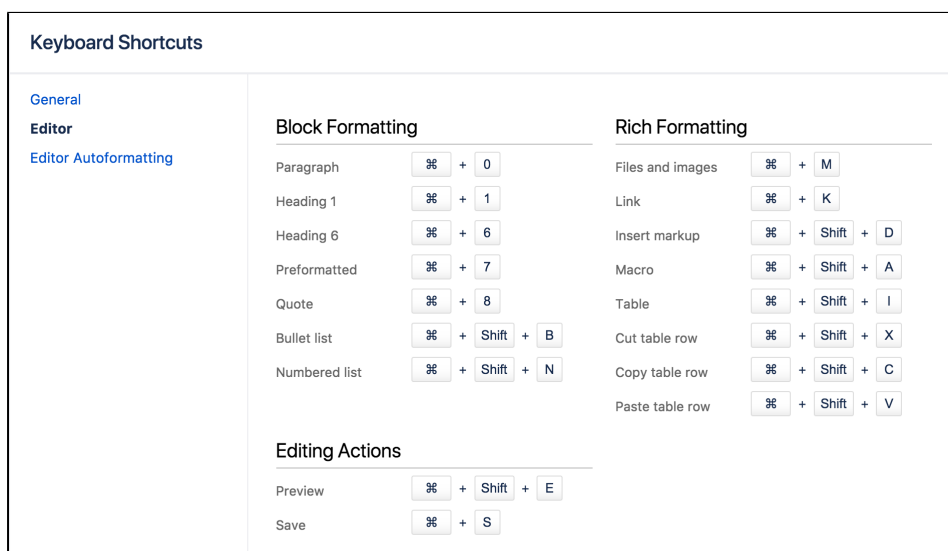 Keyboard Shortcuts
General
Editor
Editor Autoformatting
Block Formatting
Paragraph ⌘ + 0
Heading 1 ⌘ + 1
Heading 6 ⌘ + 6
Preformatted ⌘ + 7
Quote ⌘ + 8
Bullet list ⌘ + Shift + B
Numbered list ⌘ + Shift + N
Rich Formatting
Files and images ⌘ + M
Link ⌘ + K
Insert markup ⌘ + Shift + D
Macro ⌘ + Shift + A
Table ⌘ + Shift + I
Cut table row ⌘ + Shift + X
Copy table row ⌘ + Shift + C
Paste table row ⌘ + Shift + V
Editing Actions
Preview ⌘ + Shift + E
Save ⌘ + S